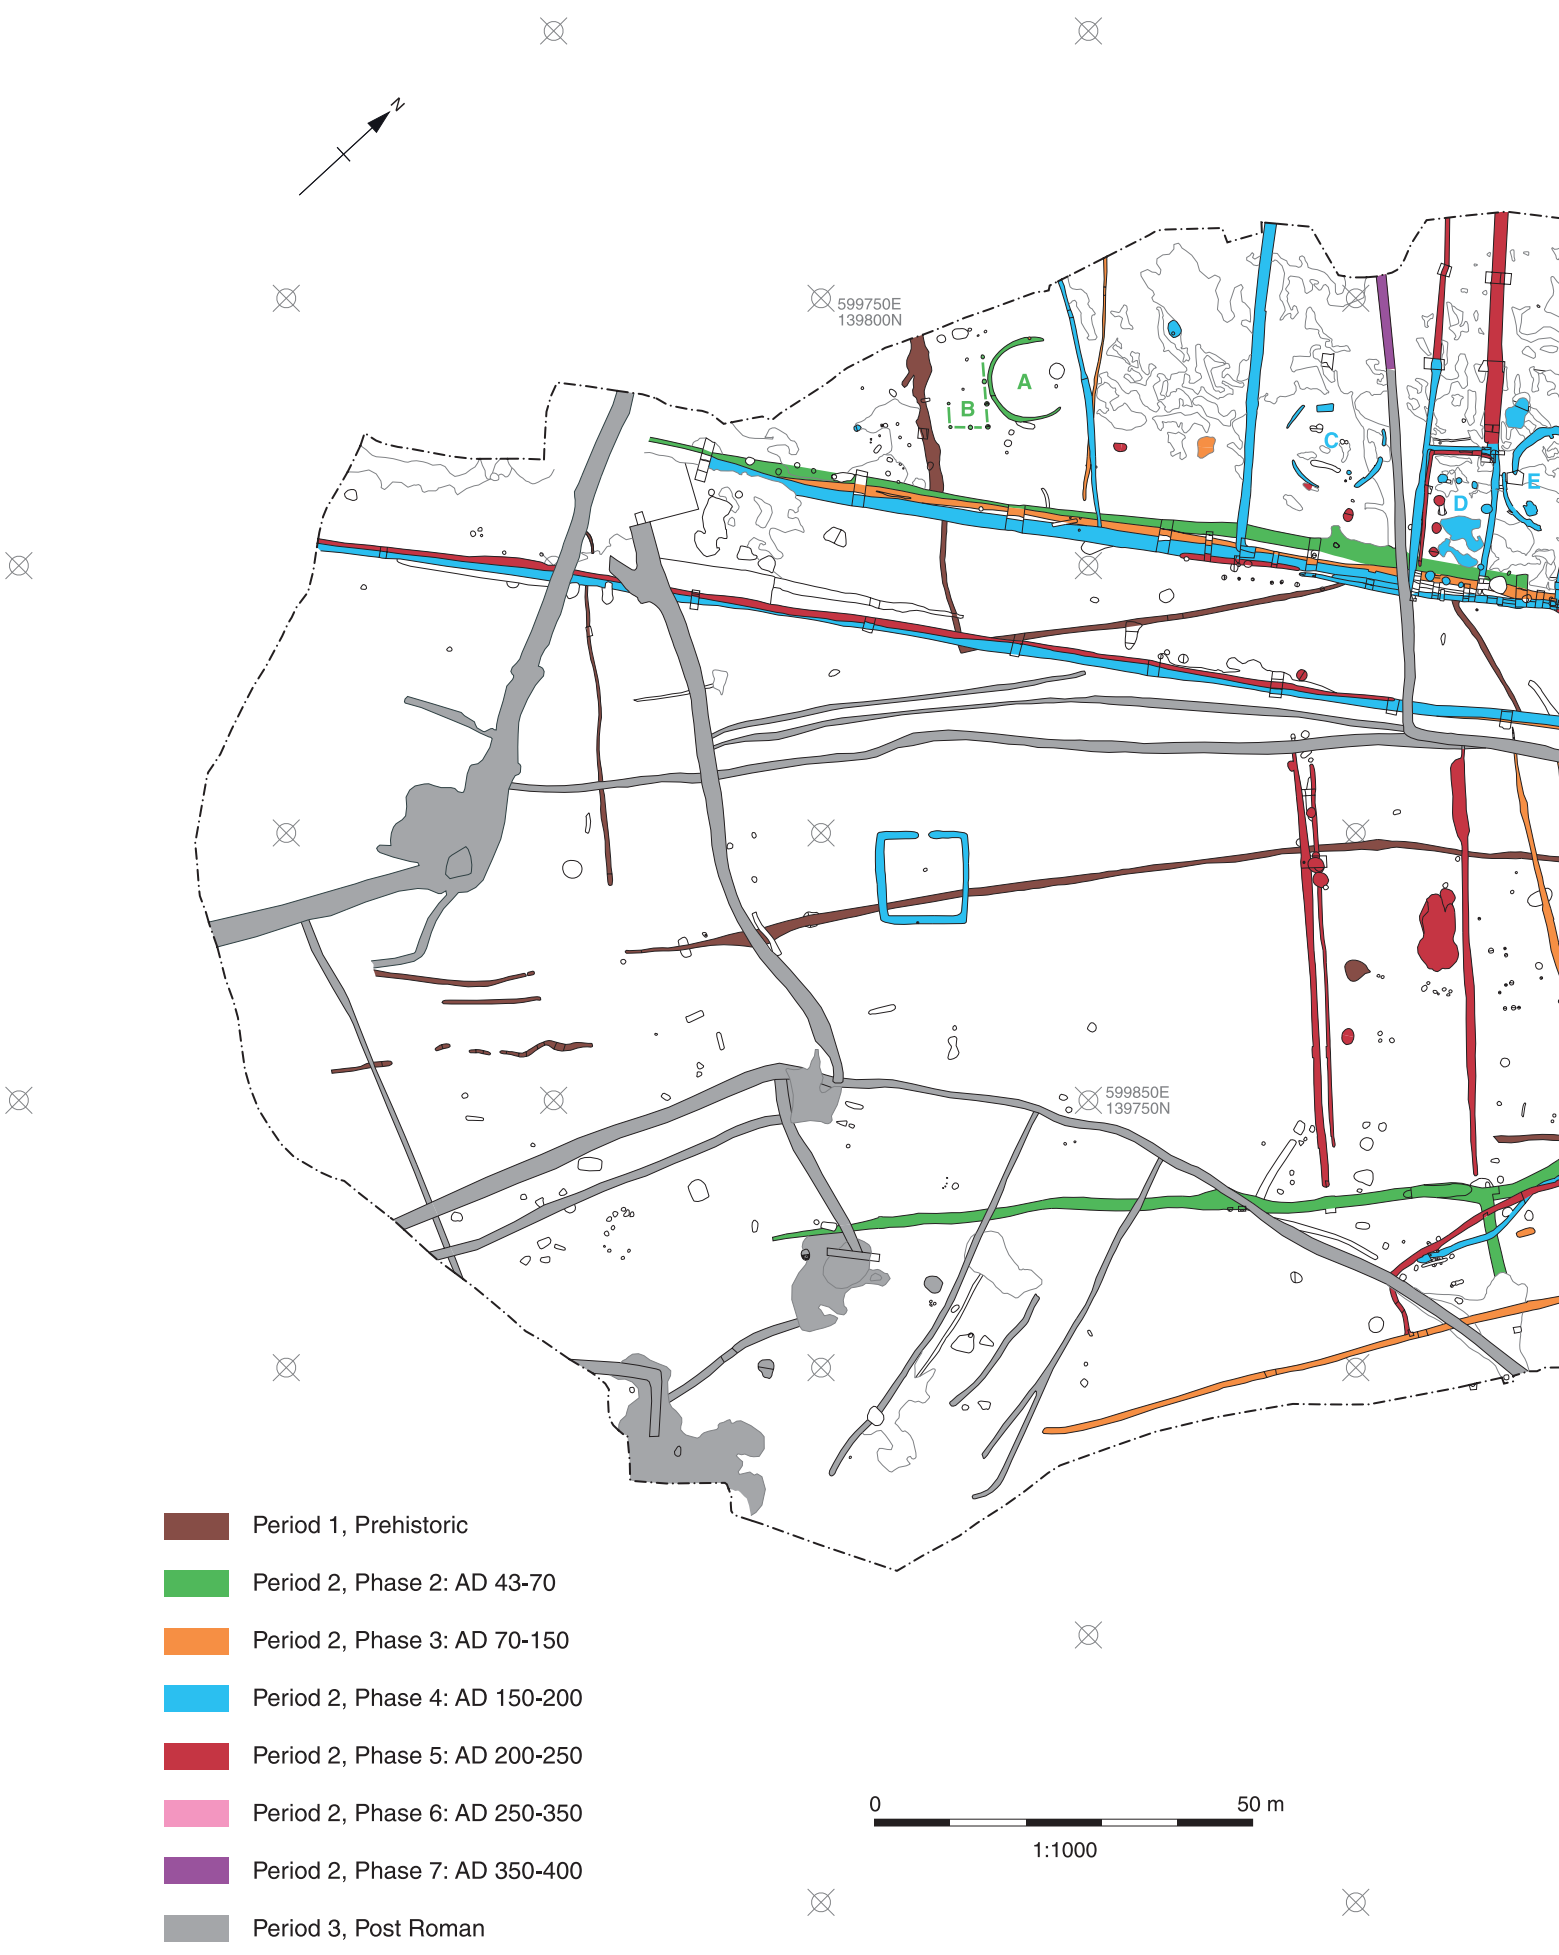 N
599750E
139800N
A
B
C
D
E
599850E
139750N
Period 1, Prehistoric
Period 2, Phase 2: AD 43-70
Period 2, Phase 3: AD 70-150
Period 2, Phase 4: AD 150-200
Period 2, Phase 5: AD 200-250
Period 2, Phase 6: AD 250-350
Period 2, Phase 7: AD 350-400
Period 3, Post Roman
0 50 m
1:1000